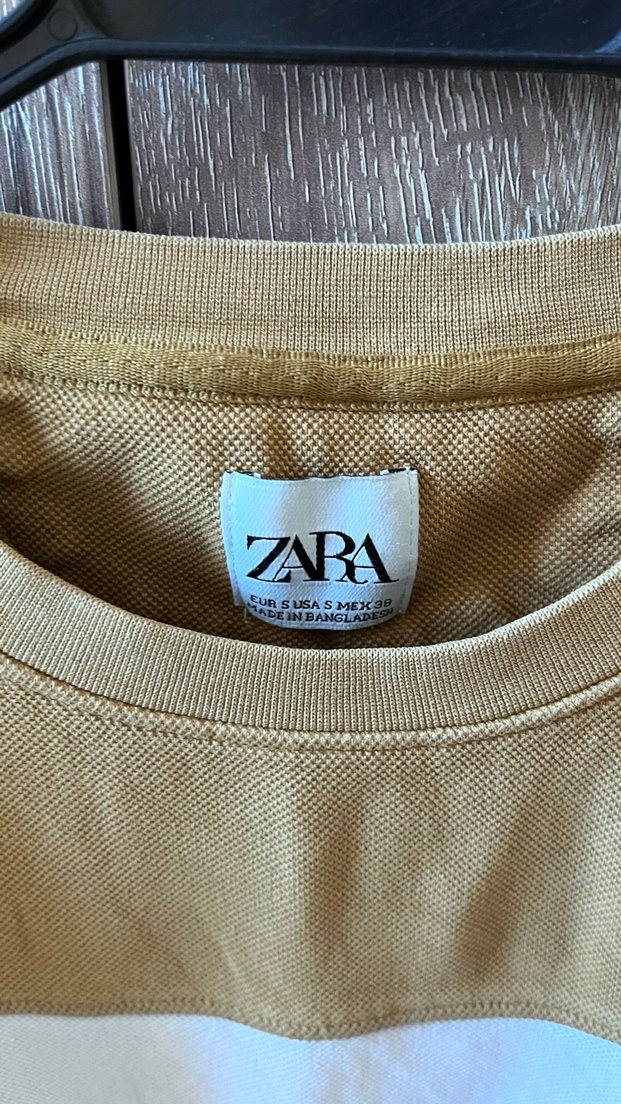 ZARA
EUR S USA S MEX 38
MADE IN BANGLADESH